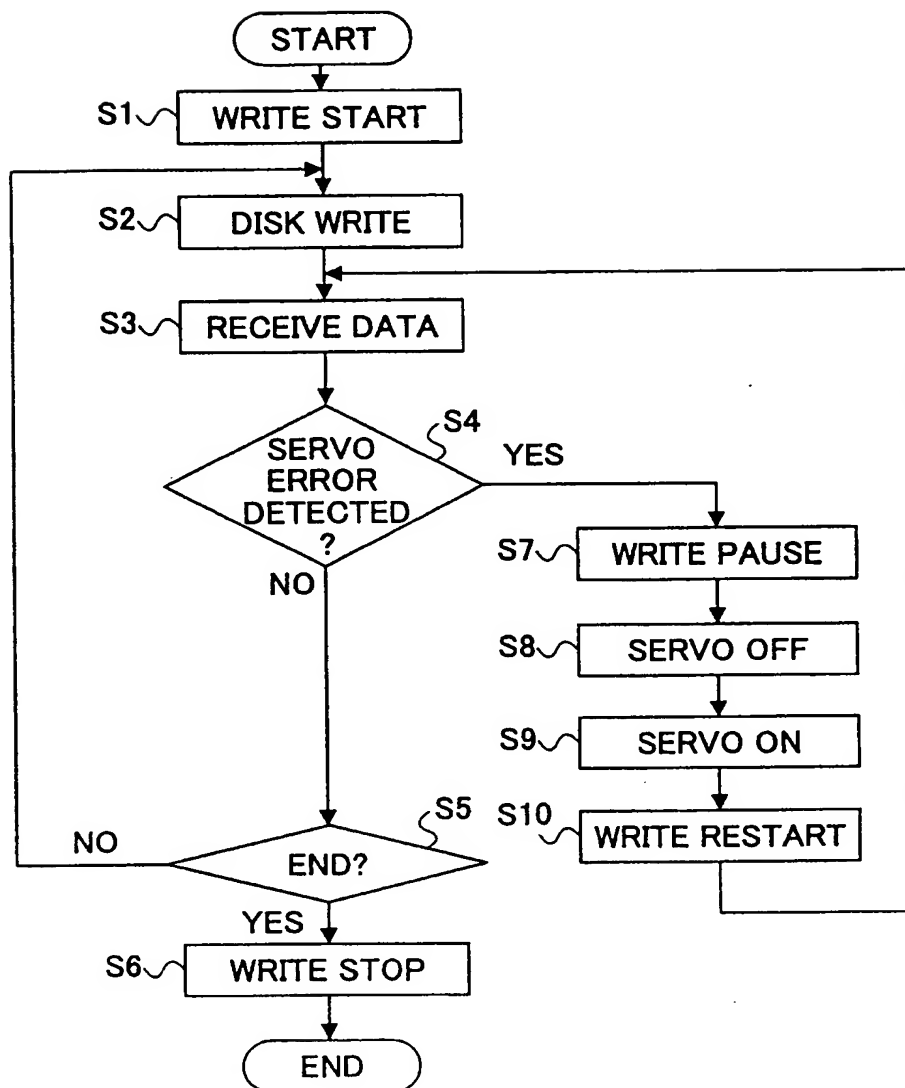 START
S1
WRITE START
S2
DISK WRITE
S3
RECEIVE DATA
S4
SERVO
ERROR
DETECTED
?
YES
NO
S7
WRITE PAUSE
S8
SERVO OFF
S9
SERVO ON
S10
WRITE RESTART
S5
END?
NO
YES
S6
WRITE STOP
END